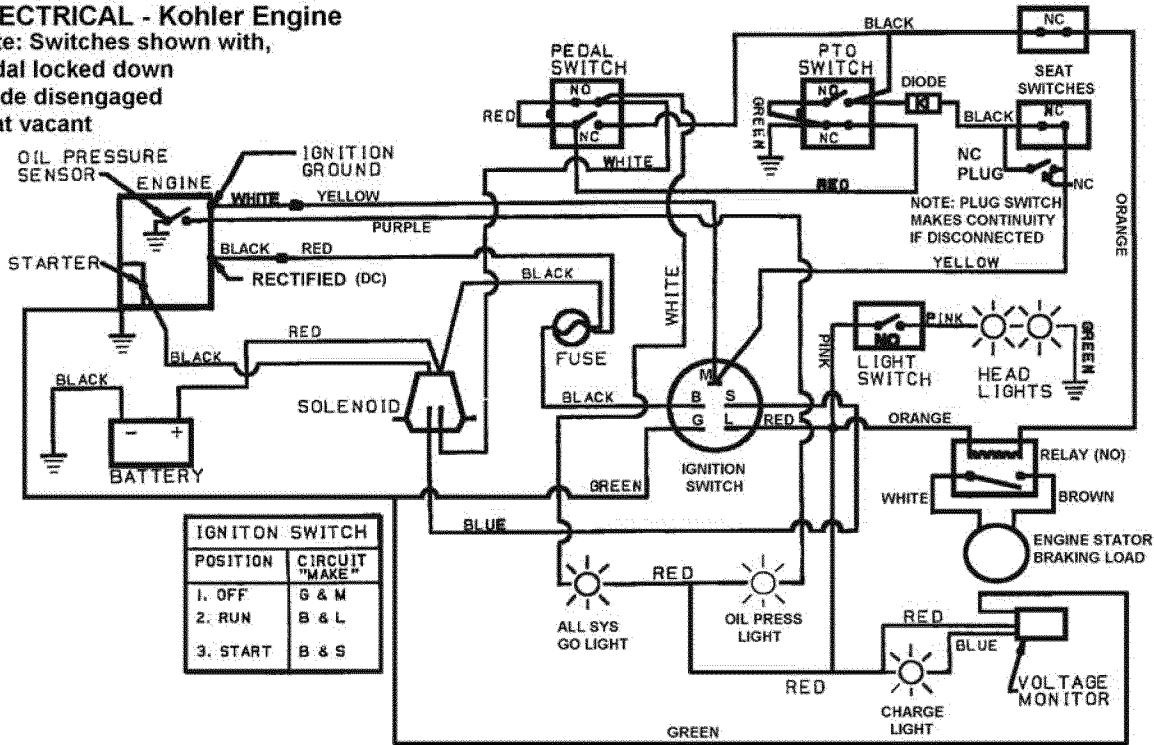 ECTRICAL - Kohler Engine
te: Switches shown with,
dal locked down
de disengaged
at vacant
OIL PRESSURE
SENSOR
ENGINE
IGNITION
GROUND
WHITE
YELLOW
PURPLE
BLACK
RED
RECTIFIED (DC)
STARTER
PEDAL
SWITCH
NO
NC
RED
WHITE
RED
PTO
SWITCH
NO
NC
GREEN
BLACK
DIODE
BLACK
NC
SEAT
SWITCHES
NC
NC
PLUG
NC
NOTE: PLUG SWITCH
MAKES CONTINUITY
IF DISCONNECTED
YELLOW
ORANGE
WHITE
BLACK
FUSE
BLACK
RED
BLACK
BLACK
SOLENOID
- +
BATTERY
M
B S
G L
RED
IGNITION
SWITCH
GREEN
BLUE
PINK
NO
LIGHT
SWITCH
PINK
HEAD
LIGHTS
GREEN
ORANGE
RELAY (NO)
WHITE
BROWN
ENGINE STATOR
BRAKING LOAD
IGNITON SWITCH
POSITION CIRCUIT
"MAKE"
1. OFF G & M
2. RUN B & L
3. START B & S
RED
ALL SYS
GO LIGHT
OIL PRESS
LIGHT
RED
RED
BLUE
CHARGE
LIGHT
VOLTAGE
MONITOR
GREEN